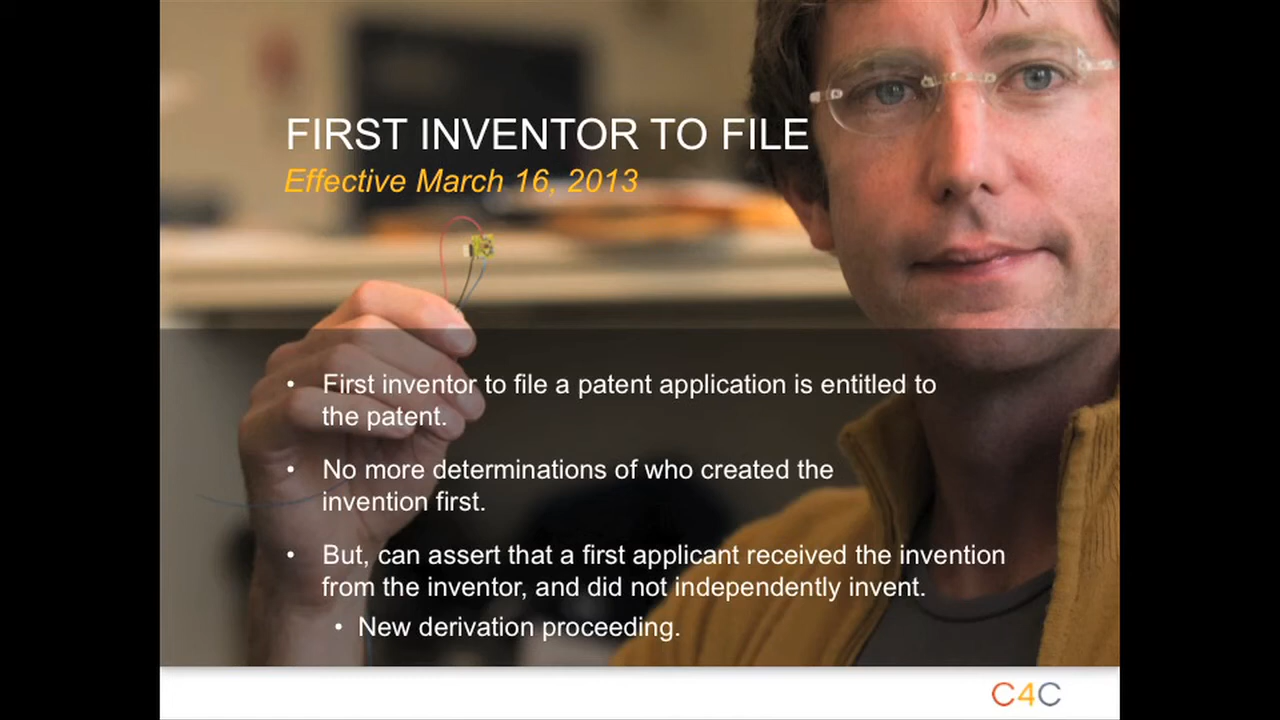 FIRST INVENTOR TO FILE
Effective March 16, 2013
• First inventor to file a patent application is entitled to
the patent.
• No more determinations of who created the
invention first.
• But, can assert that a first applicant received the invention
from the inventor, and did not independently invent.
• New derivation proceeding.
C4C